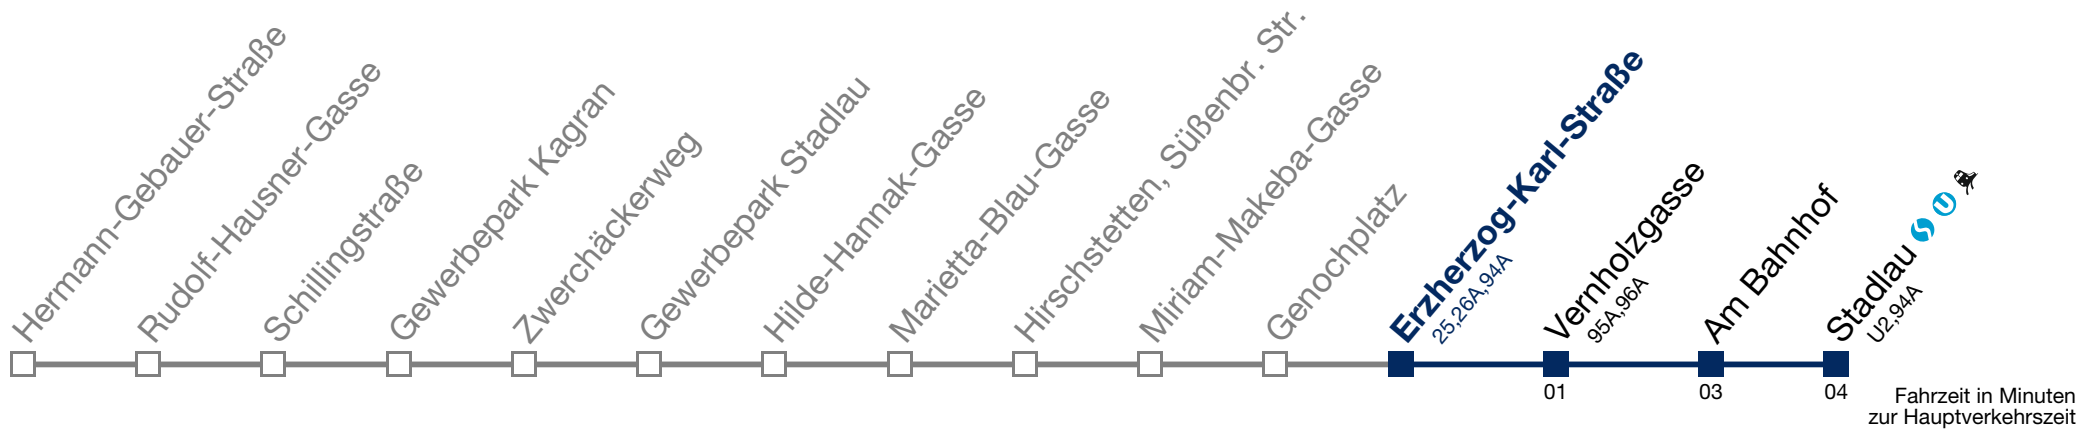 Hermann-Gebauer-Straße
Rudolf-Hausner-Gasse
Schillingstraße
Gewerbepark Kagran
Zwerchäckerweg
Gewerbepark Stadlau
Hilde-Hannak-Gasse
Marietta-Blau-Gasse
Hirschstetten, Süßenbr. Str.
Miriam-Makeba-Gasse
Genochplatz
Erzherzog-Karl-Straße
25,26A,94A
Vernholzgasse
95A,96A
Am Bahnhof
Stadlau S U
U2,94A
01
03
04
Fahrzeit in Minuten
zur Hauptverkehrszeit